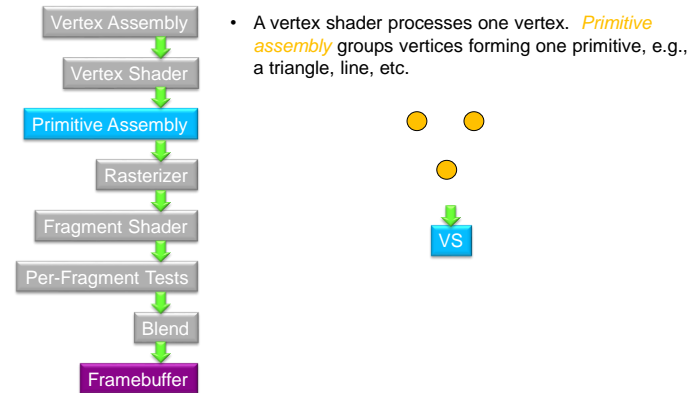 Vertex Assembly
Vertex Shader
Primitive Assembly
Rasterizer
Fragment Shader
Per-Fragment Tests
Blend
Framebuffer
• A vertex shader processes one vertex. Primitive
assembly groups vertices forming one primitive, e.g.,
a triangle, line, etc.
VS